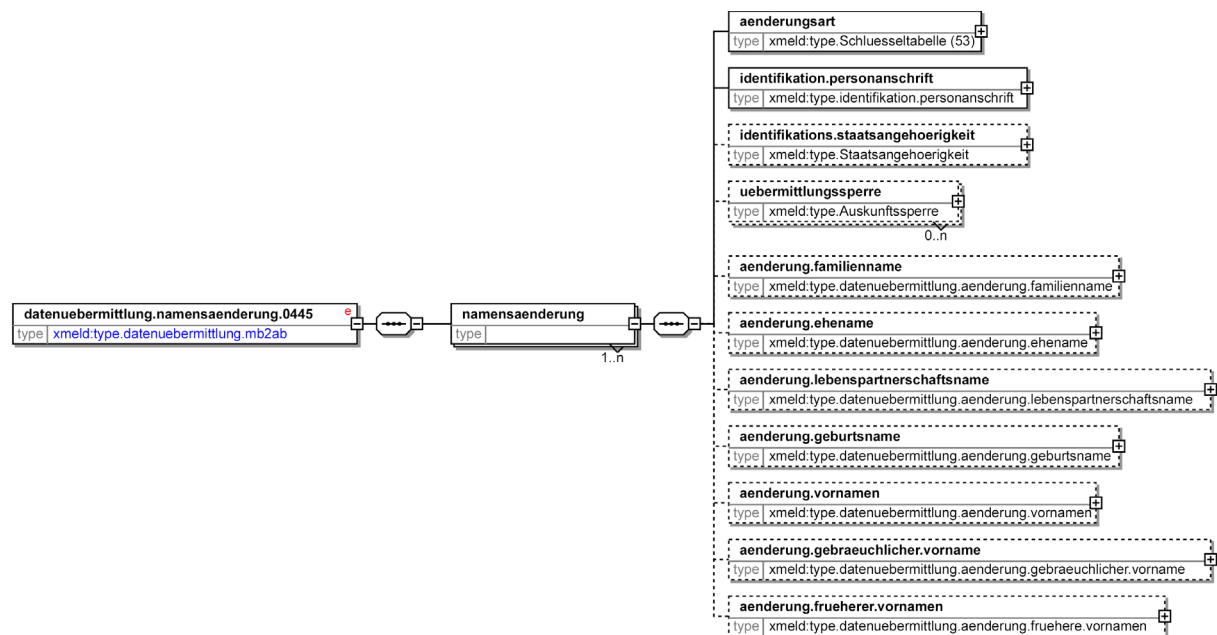 aenderungsart
type xmeld:type.Schluesseltabelle (53)
identifikation.personanschrift
type xmeld:type.identifikation.personanschrift
identifikations.staatsangehoerigkeit
type xmeld:type.Staatsangehoerigkeit
uebermittlungssperre
type xmeld:type.Auskunftssperre
0..n
aenderung.familienname
type xmeld:type.datenuebermittlung.aenderung.familienname
datenuebermittlung.namensaenderung.0445 e
type xmeld:type.datenuebermittlung.mb2ab
namensaenderung
type
1..n
aenderung.ehename
type xmeld:type.datenuebermittlung.aenderung.ehename
aenderung.lebenspartnerschaftsname
type xmeld:type.datenuebermittlung.aenderung.lebenspartnerschaftsname
aenderung.geburtsname
type xmeld:type.datenuebermittlung.aenderung.geburtsname
aenderung.vornamen
type xmeld:type.datenuebermittlung.aenderung.vornamen
aenderung.gebraeuchlicher.vorname
type xmeld:type.datenuebermittlung.aenderung.gebraeuchlicher.vorname
aenderung.frueherer.vornamen
type xmeld:type.datenuebermittlung.aenderung.fruehere.vornamen